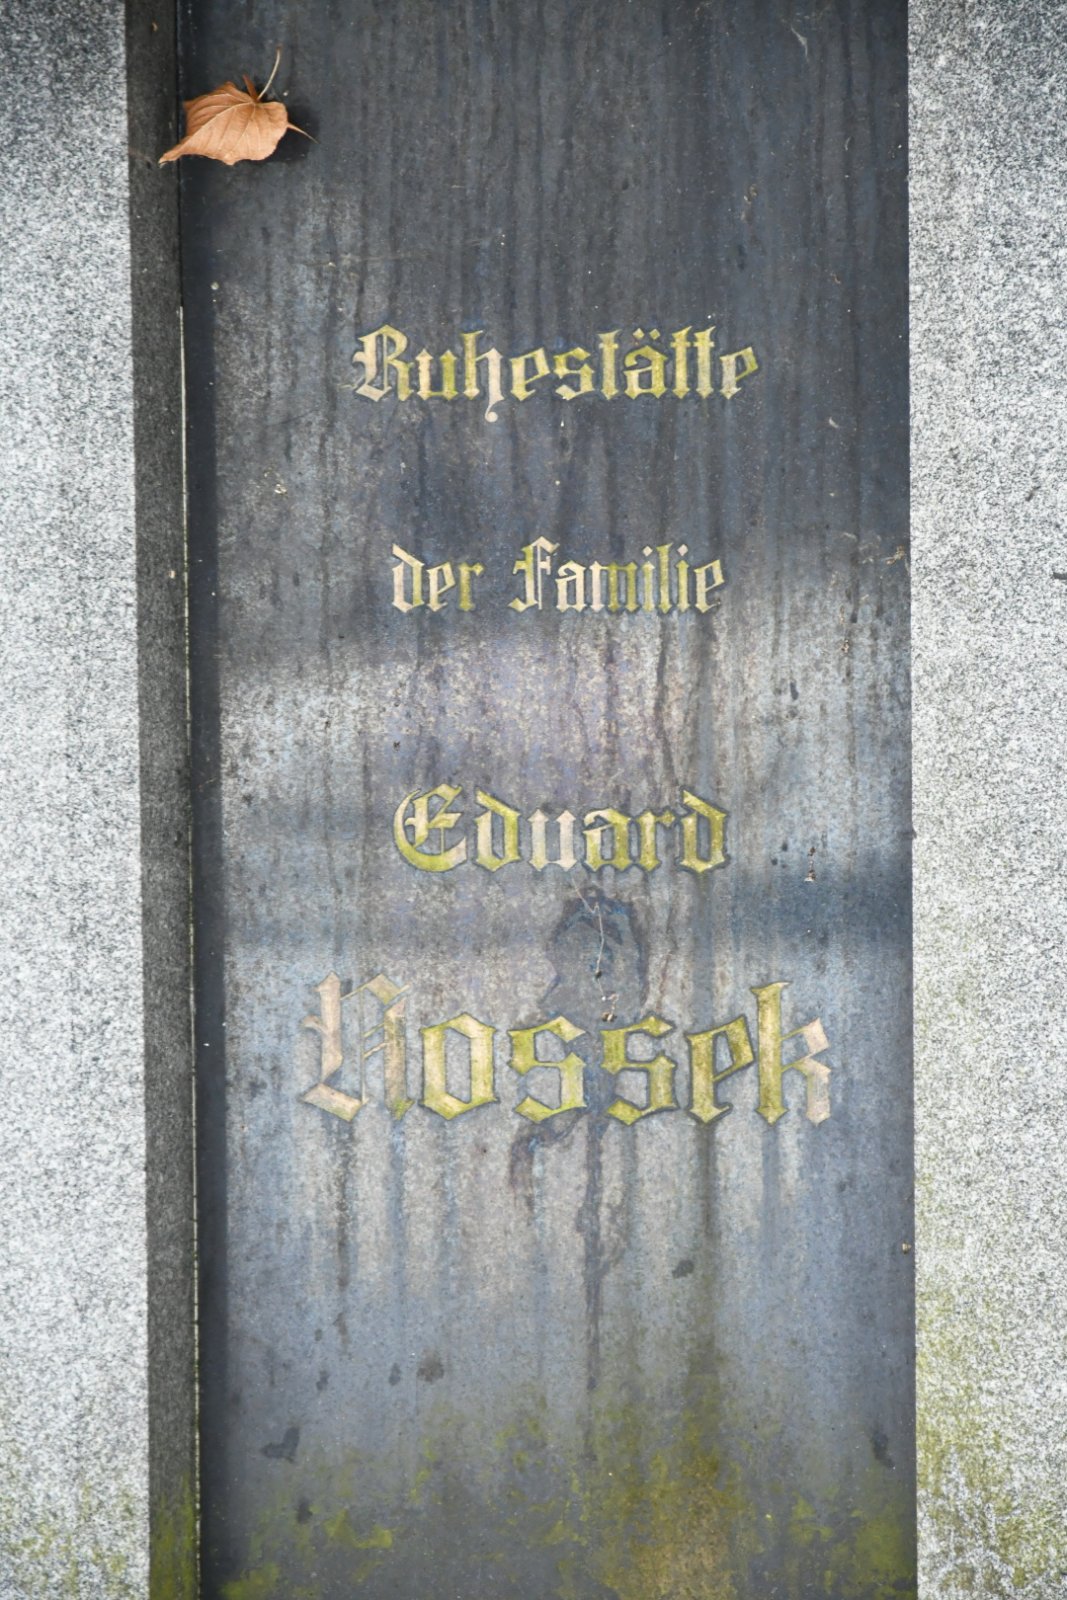 Ruhestätte
der Familie
Eduard
Nossek